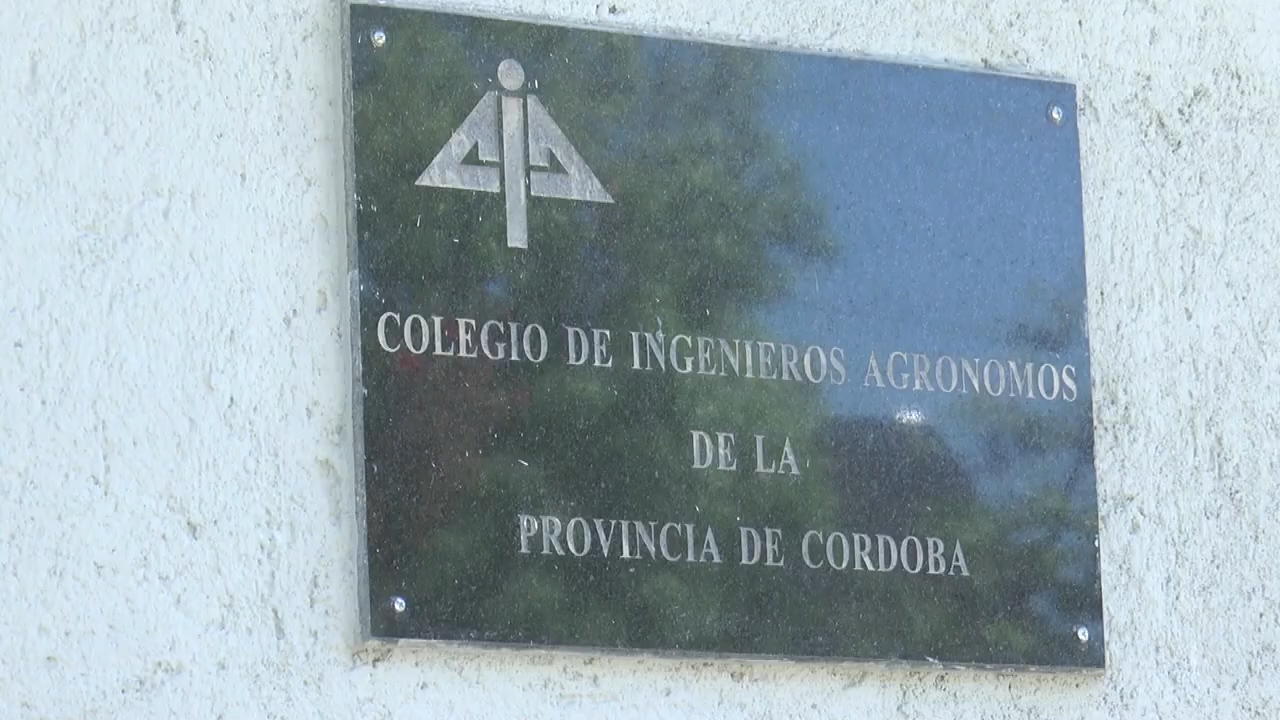 COLEGIO DE INGENIEROS AGRONOMOS
DE LA
PROVINCIA DE CORDOBA